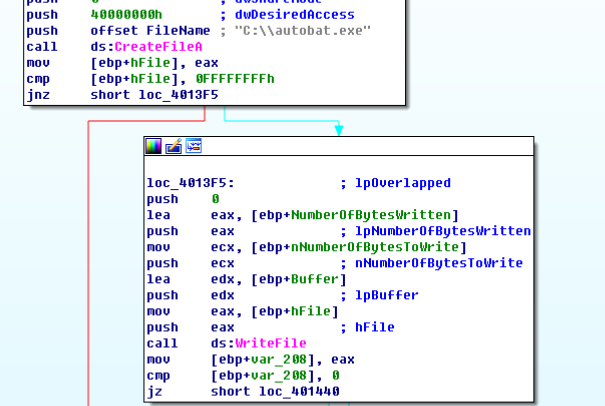 push 40000000h ; dwDesiredAccess
push offset FileName ; "C:\\autobat.exe"
call ds:CreateFileA
mov [ebp+hFile], eax
cmp [ebp+hFile], 0FFFFFFFFh
jnz short loc_4013F5
loc_4013F5: ; lpOverlapped
push 0
lea eax, [ebp+NumberOfBytesWritten]
push eax ; lpNumberOfBytesWritten
mov ecx, [ebp+nNumberOfBytesToWrite]
push ecx ; nNumberOfBytesToWrite
lea edx, [ebp+Buffer]
push edx ; lpBuffer
mov eax, [ebp+hFile]
push eax ; hFile
call ds:WriteFile
mov [ebp+var_208], eax
cmp [ebp+var_208], 0
jz short loc_401440